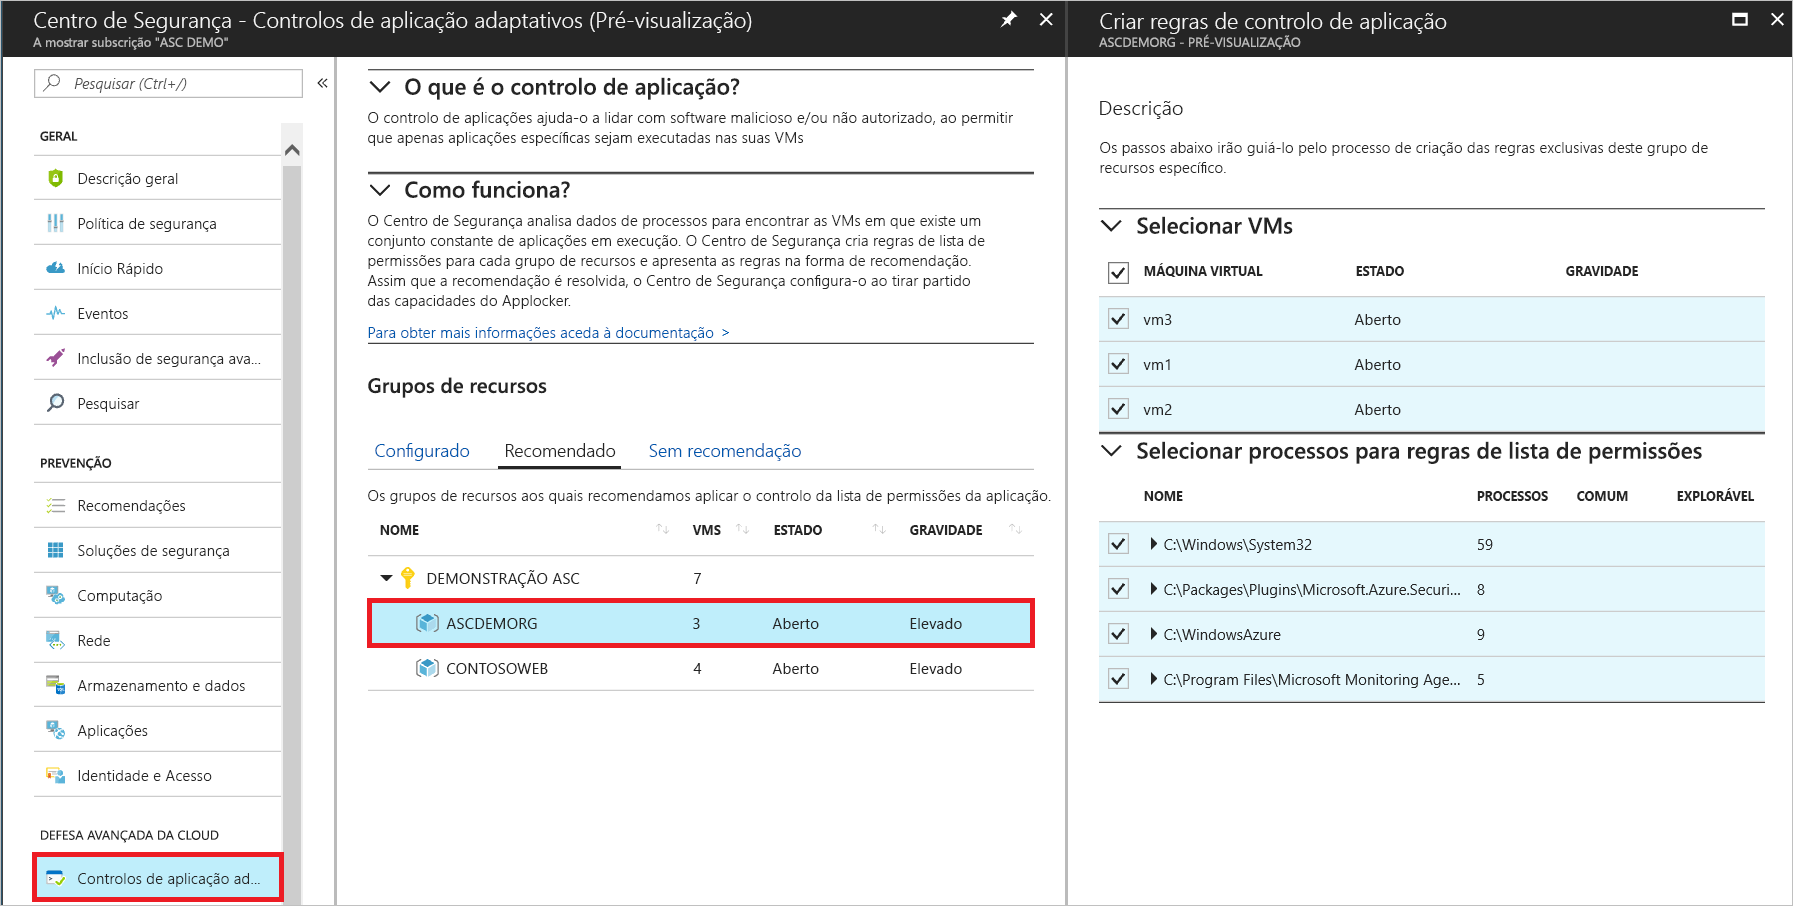 Centro de Segurança - Controlos de aplicação adaptativos (Pré-visualização)
A mostrar subscrição "ASC DEMO"
Pesquisar (Ctrl+/)
GERAL
Descrição geral
Política de segurança
Início Rápido
Eventos
Inclusão de segurança ava...
Pesquisar
PREVENÇÃO
Recomendações
Soluções de segurança
Computação
Rede
Armazenamento e dados
Aplicações
Identidade e Acesso
DEFESA AVANÇADA DA CLOUD
Controlos de aplicação ad...
O que é o controlo de aplicação?
O controlo de aplicações ajuda-o a lidar com software malicioso e/ou não autorizado, ao permitir
que apenas aplicações específicas sejam executadas nas suas VMs
Como funciona?
O Centro de Segurança analisa dados de processos para encontrar as VMs em que existe um
conjunto constante de aplicações em execução. O Centro de Segurança cria regras de lista de
permissões para cada grupo de recursos e apresenta as regras na forma de recomendação.
Assim que a recomendação é resolvida, o Centro de Segurança configura-o ao tirar partido
das capacidades do Applocker.
Para obter mais informações aceda à documentação >
Grupos de recursos
Configurado Recomendado Sem recomendação
Os grupos de recursos aos quais recomendamos aplicar o controlo da lista de permissões da aplicação.
NOME VMS ESTADO GRAVIDADE
DEMONSTRAÇÃO ASC 7
ASCDEMORG 3 Aberto Elevado
CONTOSOWEB 4 Aberto Elevado
Criar regras de controlo de aplicação
ASCDEMORG - PRÉ-VISUALIZAÇÃO
Descrição
Os passos abaixo irão guiá-lo pelo processo de criação das regras exclusivas deste grupo de
recursos específico.
Selecionar VMs
MÁQUINA VIRTUAL ESTADO GRAVIDADE
vm3 Aberto
vm1 Aberto
vm2 Aberto
Selecionar processos para regras de lista de permissões
NOME PROCESSOS COMUM EXPLORÁVEL
C:\Windows\System32 59
C:\Packages\Plugins\Microsoft.Azure.Securi... 8
C:\WindowsAzure 9
C:\Program Files\Microsoft Monitoring Age... 5